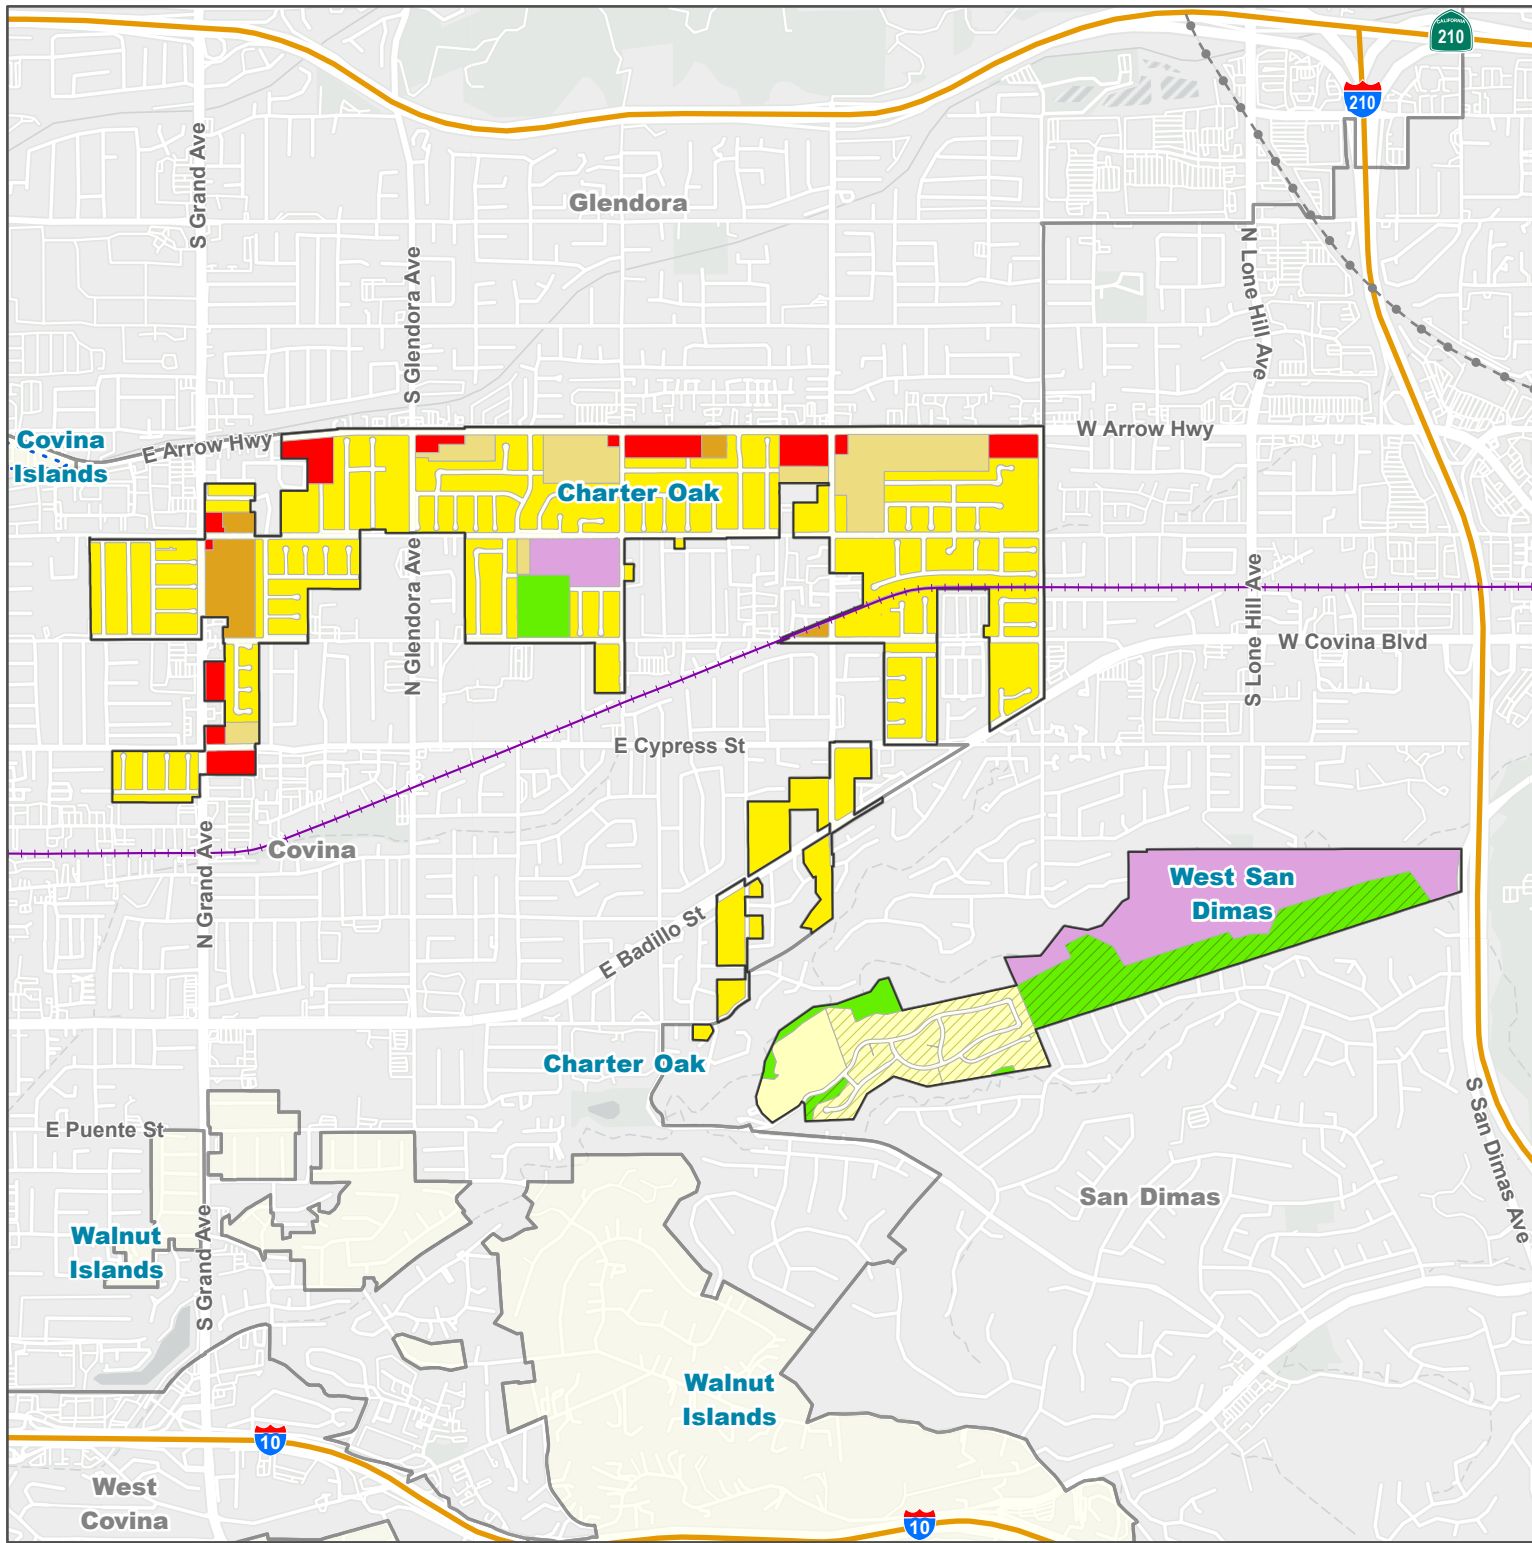 CALIFORNIA
210
210
S Grand Ave
Glendora
N Lone Hill Ave
S Glendora Ave
Covina
Islands
E Arrow Hwy
W Arrow Hwy
Charter Oak
N Glendora Ave
S Lone Hill Ave
W Covina Blvd
E Cypress St
Covina
N Grand Ave
West San
Dimas
E Badillo St
Charter Oak
E Puente St
S San Dimas Ave
San Dimas
Walnut
Islands
S Grand Ave
Walnut
Islands
10
West
Covina
10